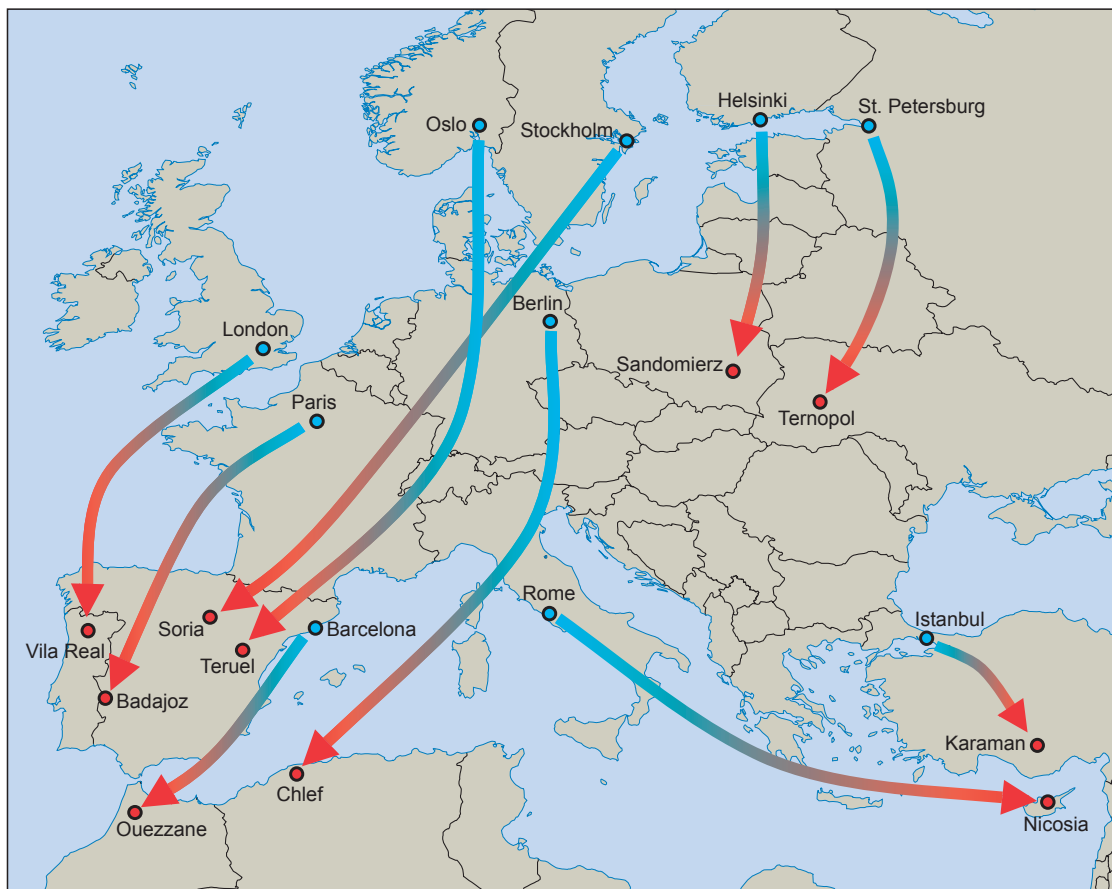 Helsinki
St. Petersburg
Oslo
Stockholm
Berlin
London
Sandomierz
Paris
Ternopol
Rome
Istanbul
Soria
Barcelona
Vila Real
Teruel
Badajoz
Karaman
Chlef
Ouezzane
Nicosia